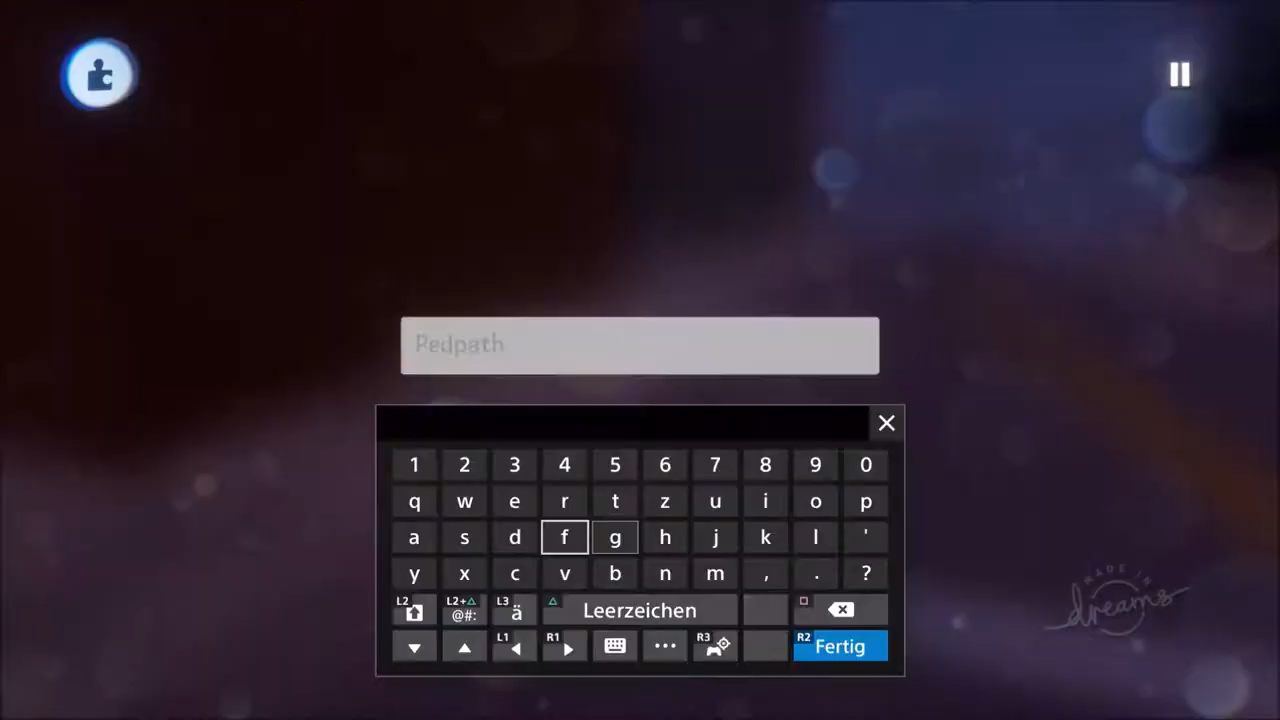 Redpath
1 2 3 4 5 6 7 8 9 0
q w e r t z u i o p
a s d f g h j k l '
y x c v b n m , . ?
L2 L2+△ @#: L3 ä △ Leerzeichen □
L1 R1 ... R3 R2 Fertig
MADE IN
dreams